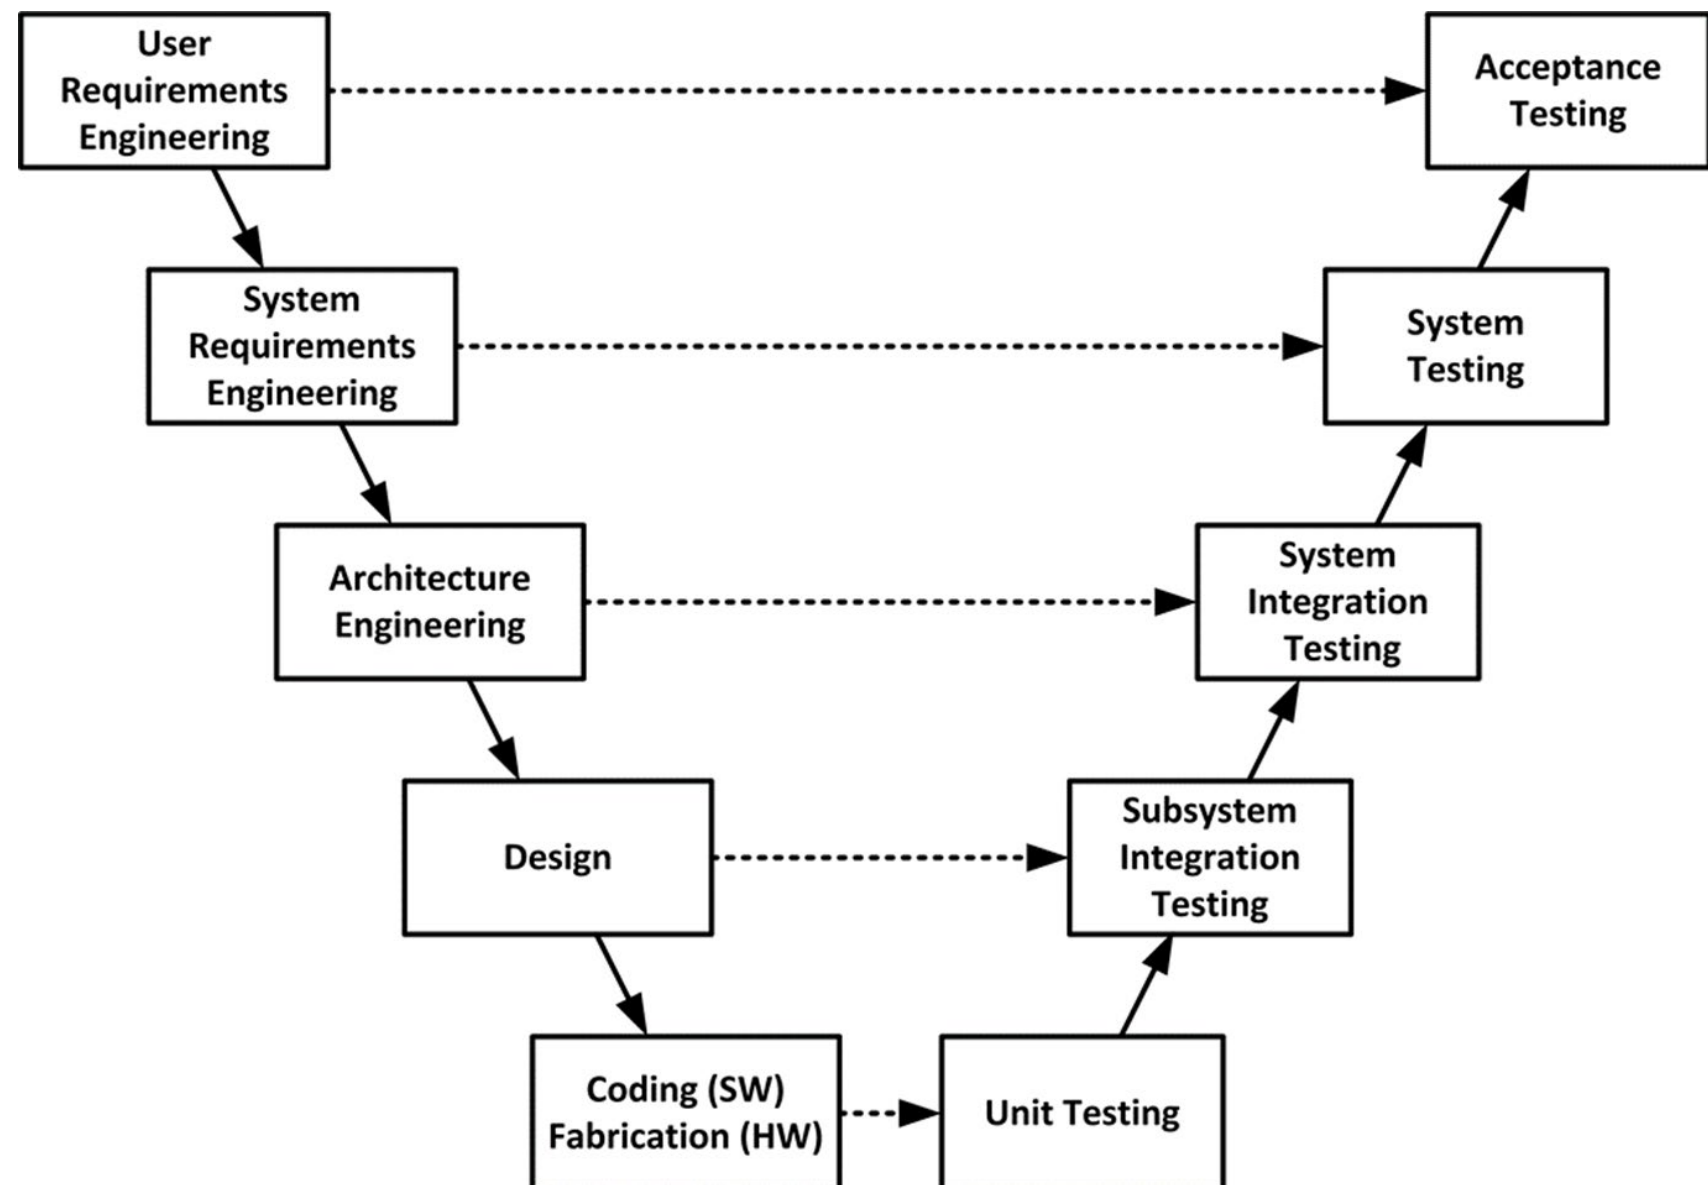 User
Requirements
Engineering
Acceptance
Testing
System
Requirements
Engineering
System
Testing
Architecture
Engineering
System
Integration
Testing
Design
Subsystem
Integration
Testing
Coding (SW)
Fabrication (HW)
Unit Testing